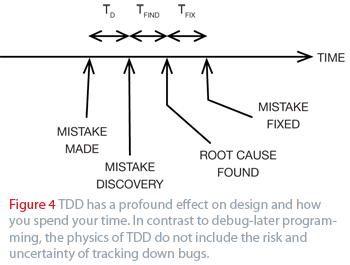 TD TFIND TFIX
TIME
MISTAKE
MADE
MISTAKE
DISCOVERY
ROOT CAUSE
FOUND
MISTAKE
FIXED
Figure 4 TDD has a profound effect on design and how
you spend your time. In contrast to debug-later program-
ming, the physics of TDD do not include the risk and
uncertainty of tracking down bugs.